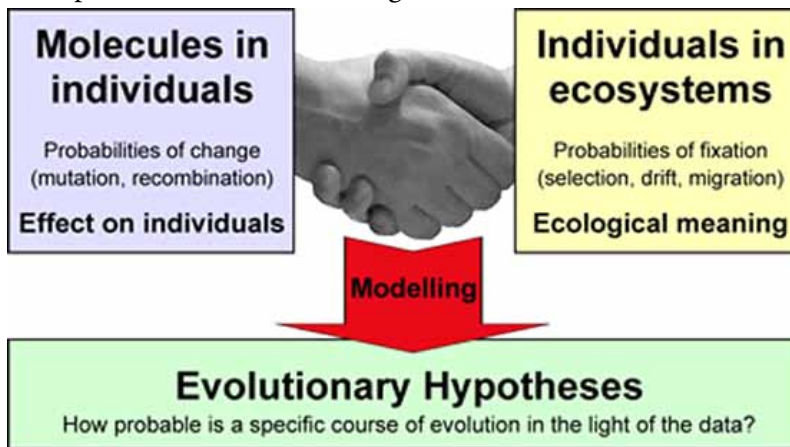 Molecules in
individuals
Probabilities of change
(mutation, recombination)
Effect on individuals
Individuals in
ecosystems
Probabilities of fixation
(selection, drift, migration)
Ecological meaning
Modelling
Evolutionary Hypotheses
How probable is a specific course of evolution in the light of the data?